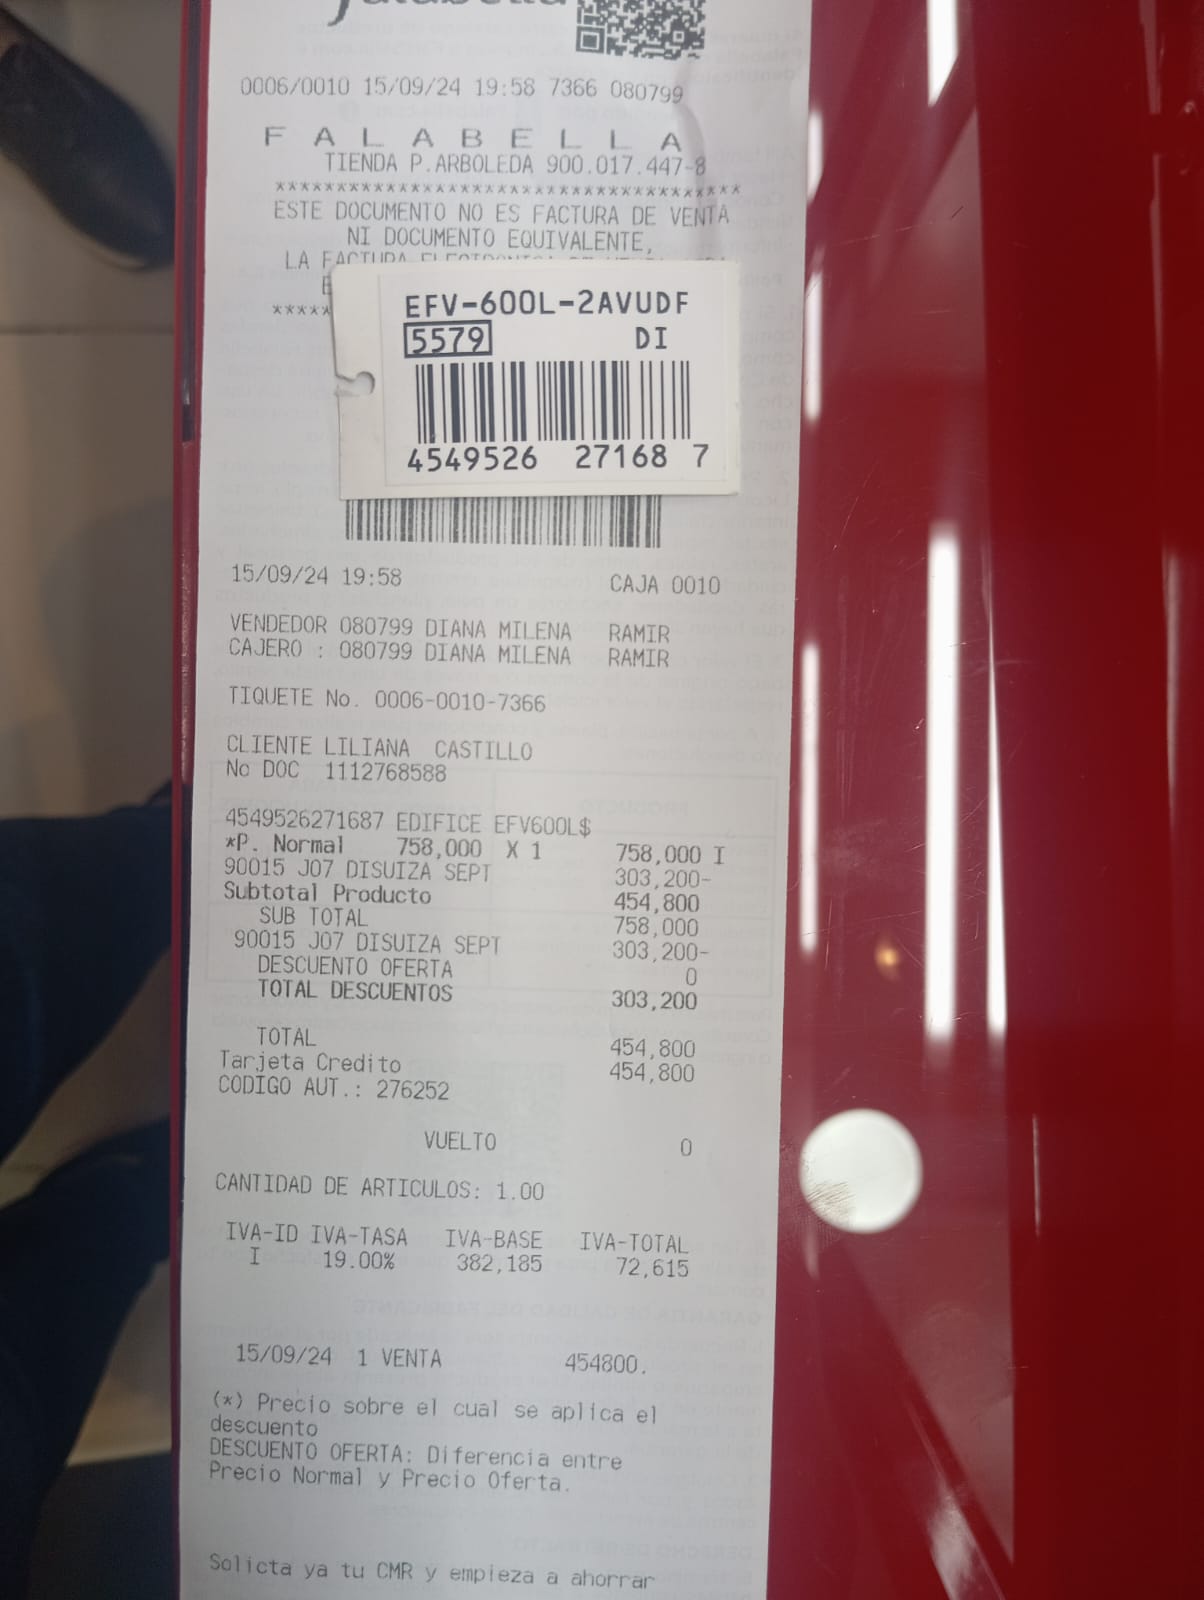 falabella
0006/0010 15/09/24 19:58 7366 080799
F A L A B E L L A
TIENDA P.ARBOLEDA 900.017.447-8
**************************************
ESTE DOCUMENTO NO ES FACTURA DE VENTA
NI DOCUMENTO EQUIVALENTE,
LA FACTURA
*****
EFV-600L-2AVUDF
5579 DI
4549526 27168 7
15/09/24 19:58 CAJA 0010
VENDEDOR 080799 DIANA MILENA RAMIR
CAJERO : 080799 DIANA MILENA RAMIR
TIQUETE No. 0006-0010-7366
CLIENTE LILIANA CASTILLO
No DOC 1112768588
4549526271687 EDIFICE EFV600L$
*P. Normal 758,000 X 1 758,000 I
90015 J07 DISUIZA SEPT 303,200-
Subtotal Producto 454,800
SUB TOTAL 758,000
90015 J07 DISUIZA SEPT 303,200-
DESCUENTO OFERTA 0
TOTAL DESCUENTOS 303,200
TOTAL 454,800
Tarjeta Credito 454,800
CODIGO AUT.: 276252
VUELTO 0
CANTIDAD DE ARTICULOS: 1.00
IVA-ID IVA-TASA IVA-BASE IVA-TOTAL
I 19.00% 382,185 72,615
15/09/24 1 VENTA 454800.
(*) Precio sobre el cual se aplica el
descuento
DESCUENTO OFERTA: Diferencia entre
Precio Normal y Precio Oferta.
Solicta ya tu CMR y empieza a ahorrar